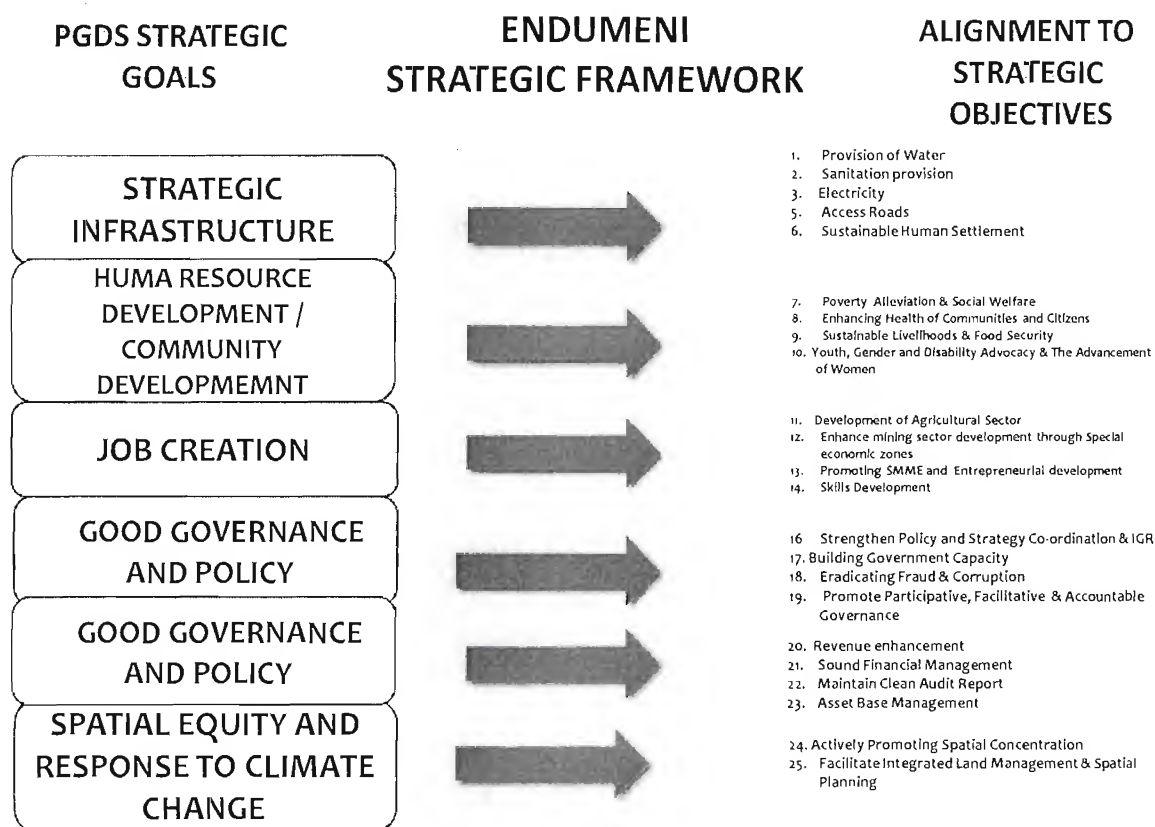 PGDS STRATEGIC
GOALS
ENDUMENI
STRATEGIC FRAMEWORK
ALIGNMENT TO
STRATEGIC
OBJECTIVES
STRATEGIC
INFRASTRUCTURE
1. Provision of Water
2. Sanitation provision
3. Electricity
5. Access Roads
6. Sustainable Human Settlement
HUMA RESOURCE
DEVELOPMENT /
COMMUNITY
DEVELOPMEMNT
7. Poverty Alleviation & Social Welfare
8. Enhancing Health of Communities and Citizens
9. Sustainable Livelihoods & Food Security
10. Youth, Gender and Disability Advocacy & The Advancement
of Women
JOB CREATION
11. Development of Agricultural Sector
12. Enhance mining sector development through Special
economic zones
13. Promoting SMME and Entrepreneurial development
14. Skills Development
GOOD GOVERNANCE
AND POLICY
16 Strengthen Policy and Strategy Co-ordination & IGR
17. Building Government Capacity
18. Eradicating Fraud & Corruption
19. Promote Participative, Facilitative & Accountable
Governance
GOOD GOVERNANCE
AND POLICY
20. Revenue enhancement
21. Sound Financial Management
22. Maintain Clean Audit Report
23. Asset Base Management
SPATIAL EQUITY AND
RESPONSE TO CLIMATE
CHANGE
24. Actively Promoting Spatial Concentration
25. Facilitate Integrated Land Management & Spatial
Planning